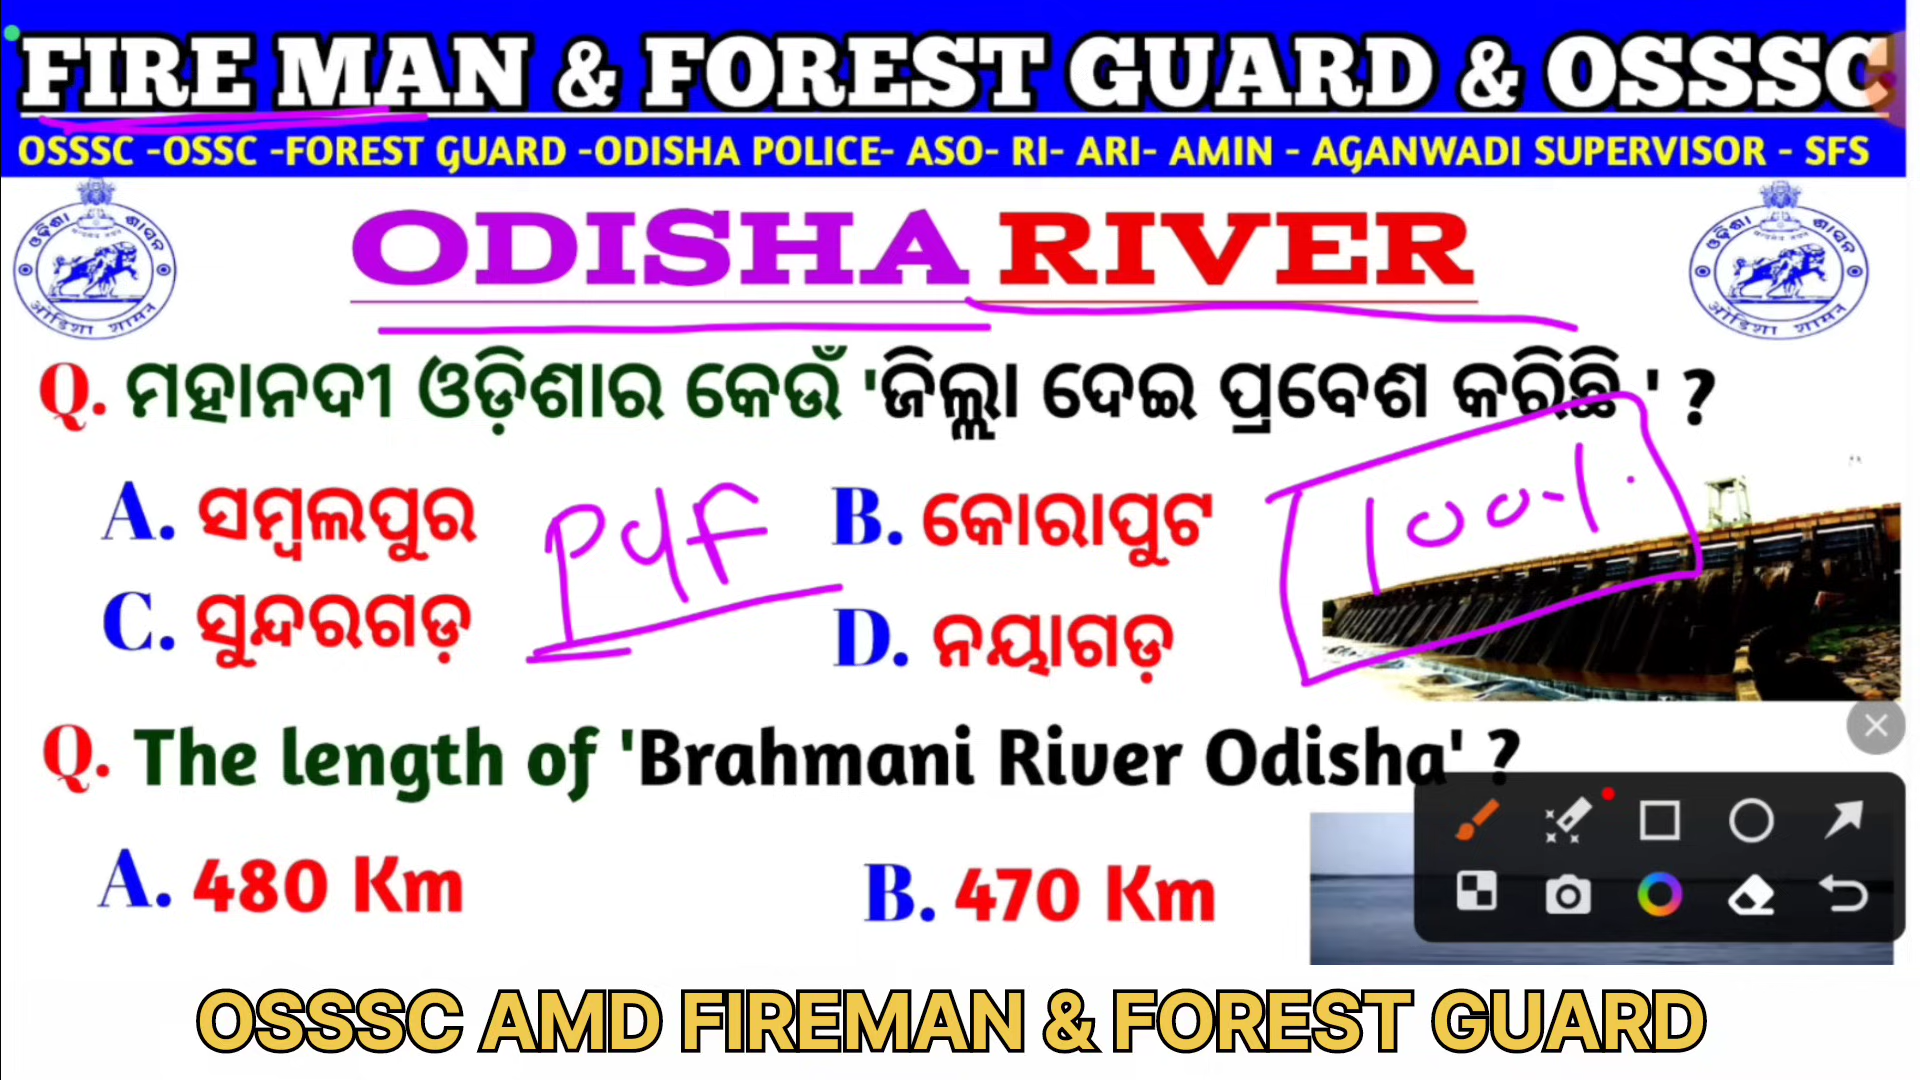 FIRE MAN & FOREST GUARD & OSSSC
OSSSC -OSSC -FOREST GUARD -ODISHA POLICE- ASO- RI- ARI- AMIN - AGANWADI SUPERVISOR - SFS
ODISHA RIVER
Q. ମହାନଦୀ ଓଡ଼ିଶାର କେଉଁ 'ଜିଲ୍ଲା ଦେଇ ପ୍ରବେଶ କରିଛି ' ?
A. ସମ୍ବଲପୁର
B. କୋରାପୁଟ
pdf
100%
C. ସୁନ୍ଦରଗଡ଼
D. ନୟାଗଡ଼
Q. The length of 'Brahmani River Odisha' ?
A. 480 Km
B. 470 Km
OSSSC AMD FIREMAN & FOREST GUARD